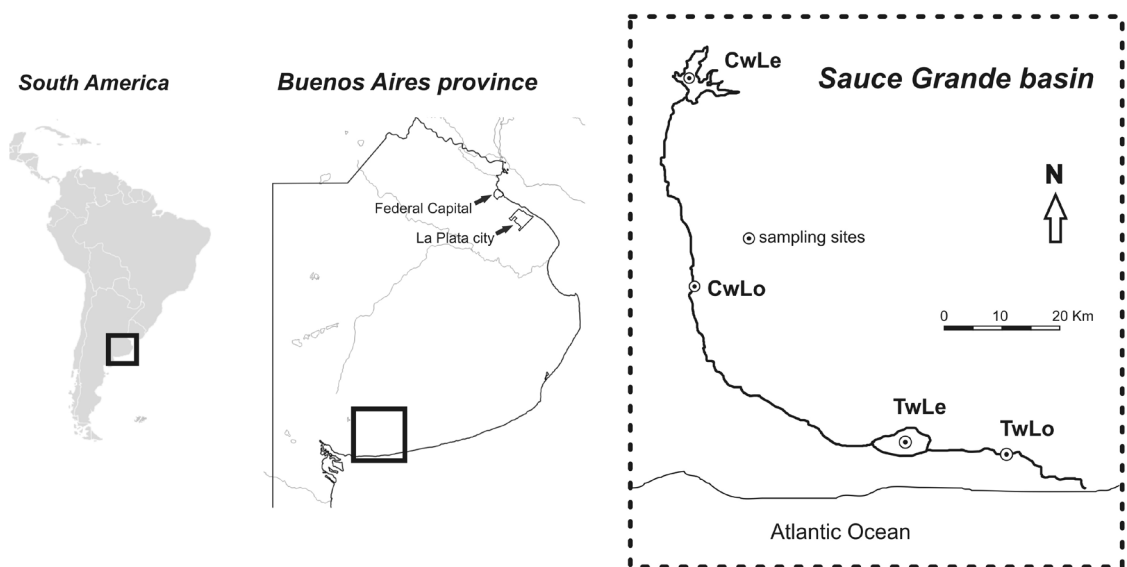 South America
Buenos Aires province
Federal Capital
La Plata city
Sauce Grande basin
CwLe
N
sampling sites
CwLo
0 10 20 Km
TwLe
TwLo
Atlantic Ocean